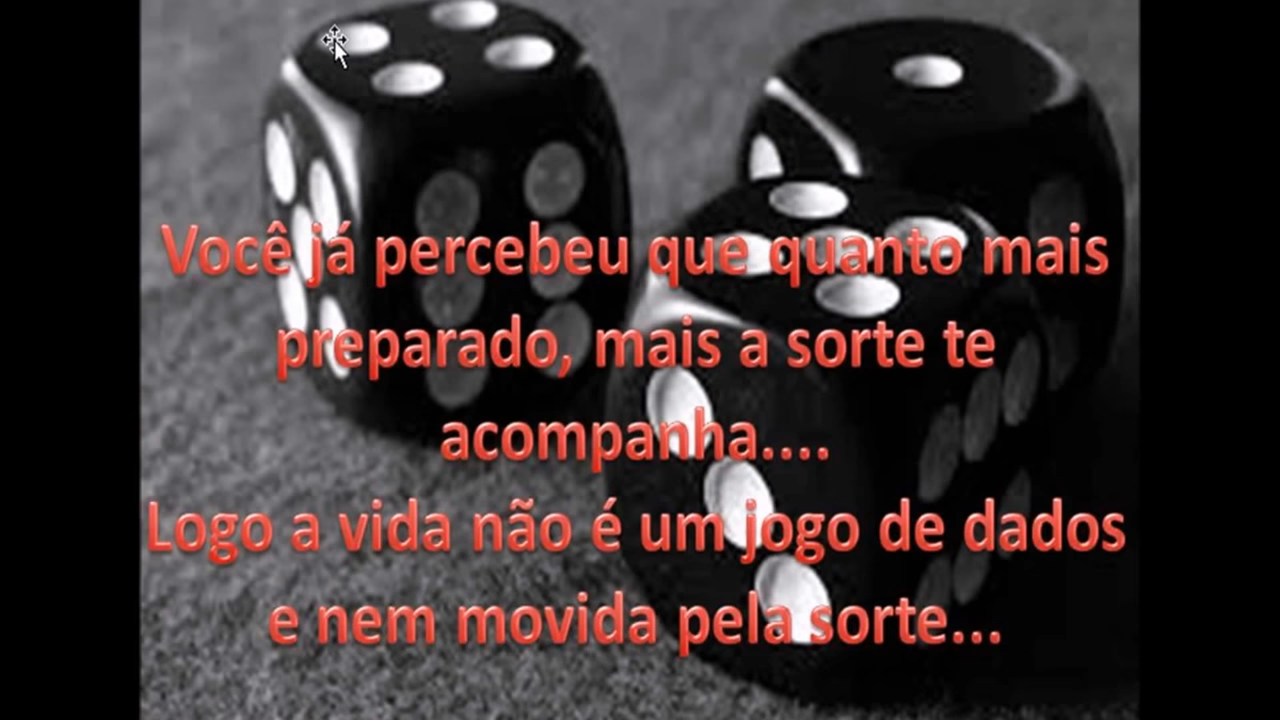 Você já percebeu que quanto mais
preparado, mais a sorte te
acompanha....
Logo a vida não é um jogo de dados
e nem movida pela sorte...